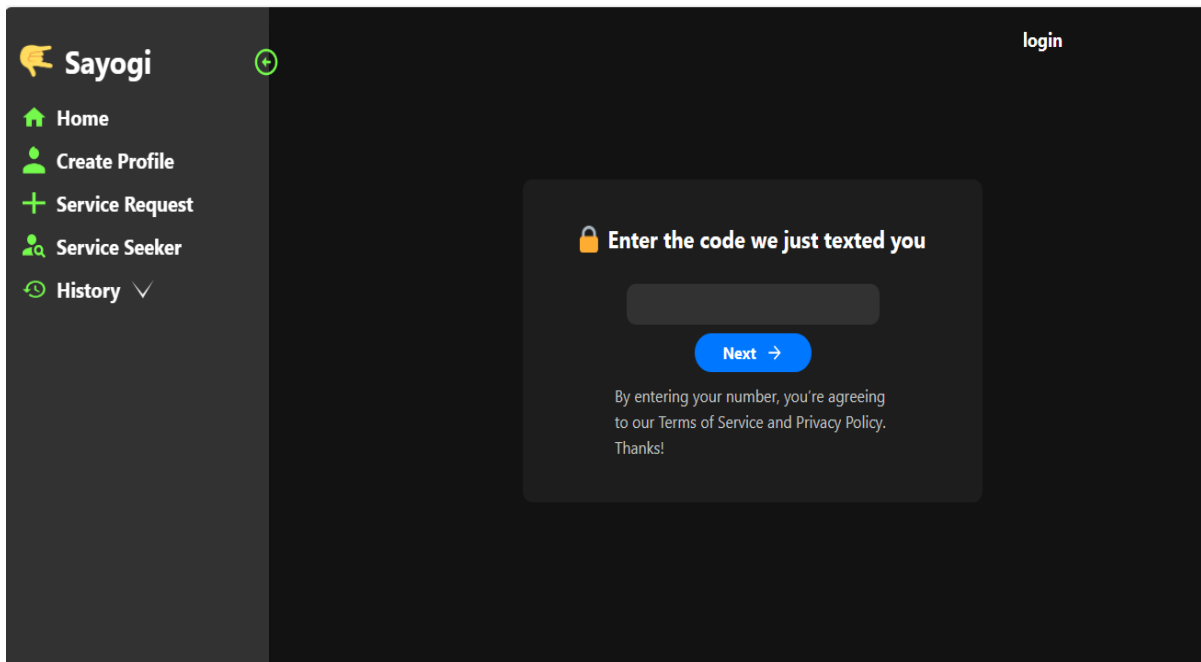 Sayogi
login
Home
Create Profile
Service Request
Service Seeker
History
Enter the code we just texted you
Next
By entering your number, you’re agreeing
to our Terms of Service and Privacy Policy.
Thanks!